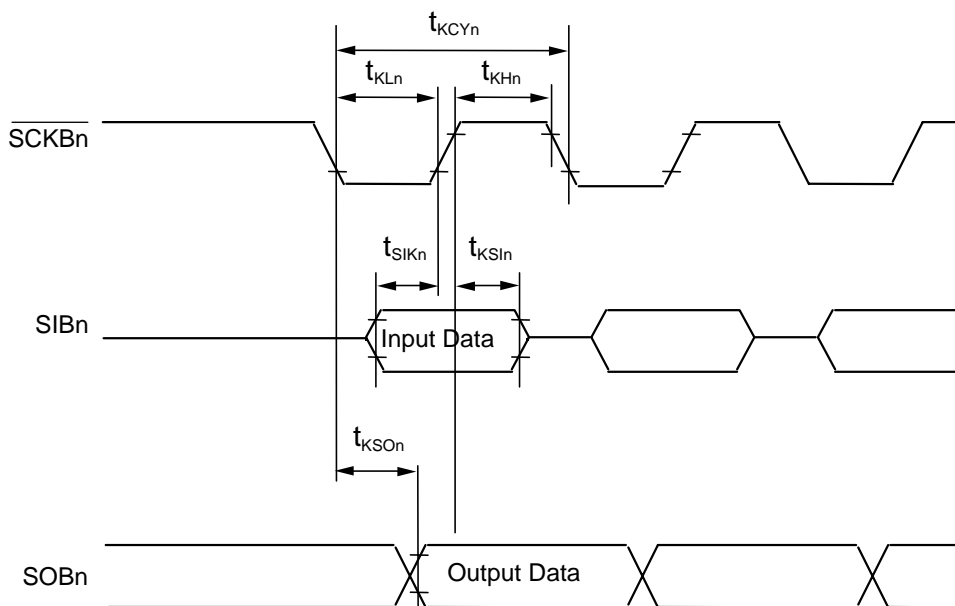 tKCYn
tKLn
tKHn
SCKBn
tSIKn
tKSIn
SIBn
Input Data
tKSOn
SOBn
Output Data